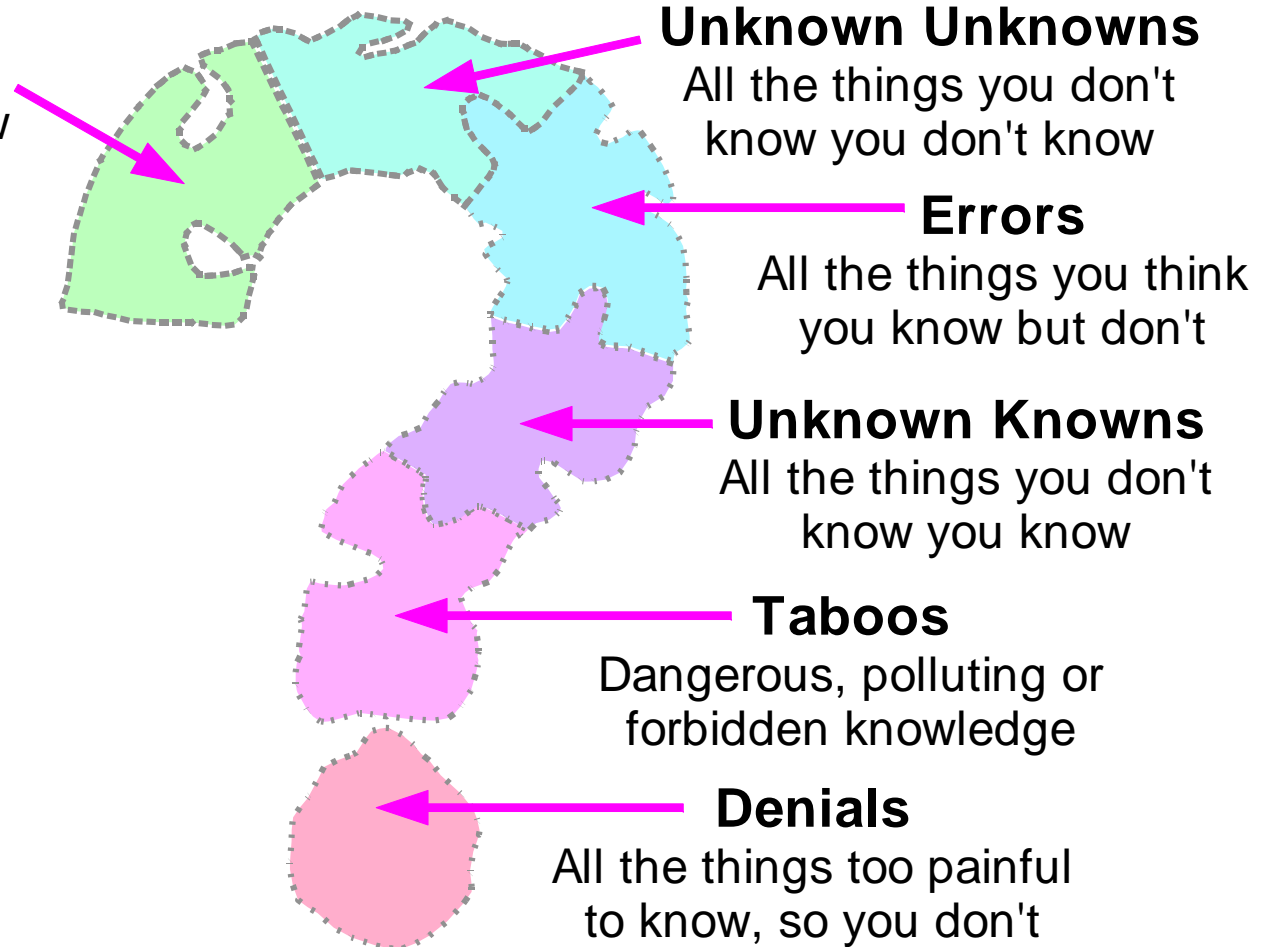 Unknown Unknowns
All the things you don't
know you don't know
Errors
All the things you think
you know but don't
Unknown Knowns
All the things you don't
know you know
Taboos
Dangerous, polluting or
forbidden knowledge
Denials
All the things too painful
to know, so you don't